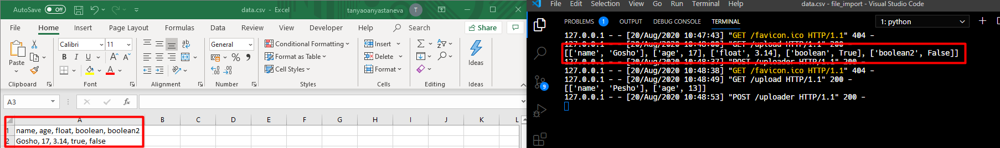 AutoSave Off data.csv - Excel tanyaoanyastaneva T
File Home Insert Page Layout Formulas Data Review View Developer Help Search Share
Paste Calibri 11 ab General Conditional Formatting Insert Ideas
B I U A A $ % 9 Format as Table Delete
Cell Styles Format
Clipboard Font Alignment Number Styles Cells Editing Ideas
A3 fx
A B C D E F G H I J K L
1 name, age, float, boolean, boolean2
2 Gosho, 17, 3.14, true, false
File Edit Selection View Go Run Terminal Help data.csv - file_import - Visual Studio Code
PROBLEMS 1 OUTPUT DEBUG CONSOLE TERMINAL 1: python
127.0.0.1 - - [20/Aug/2020 10:47:43] "GET /favicon.ico HTTP/1.1" 404 -
127.0.0.1 - - [20/Aug/2020 10:48:00] "GET /upload HTTP/1.1" 200 -
[['name', 'Gosho'], ['age', 17], ['float', 3.14], ['boolean', True], ['boolean2', False]]
127.0.0.1 - - [20/Aug/2020 10:48:37] "POST /uploader HTTP/1.1" 200 -
127.0.0.1 - - [20/Aug/2020 10:48:38] "GET /favicon.ico HTTP/1.1" 404 -
127.0.0.1 - - [20/Aug/2020 10:48:49] "GET /upload HTTP/1.1" 200 -
[['name', 'Pesho'], ['age', 13]]
127.0.0.1 - - [20/Aug/2020 10:48:53] "POST /uploader HTTP/1.1" 200 -
9